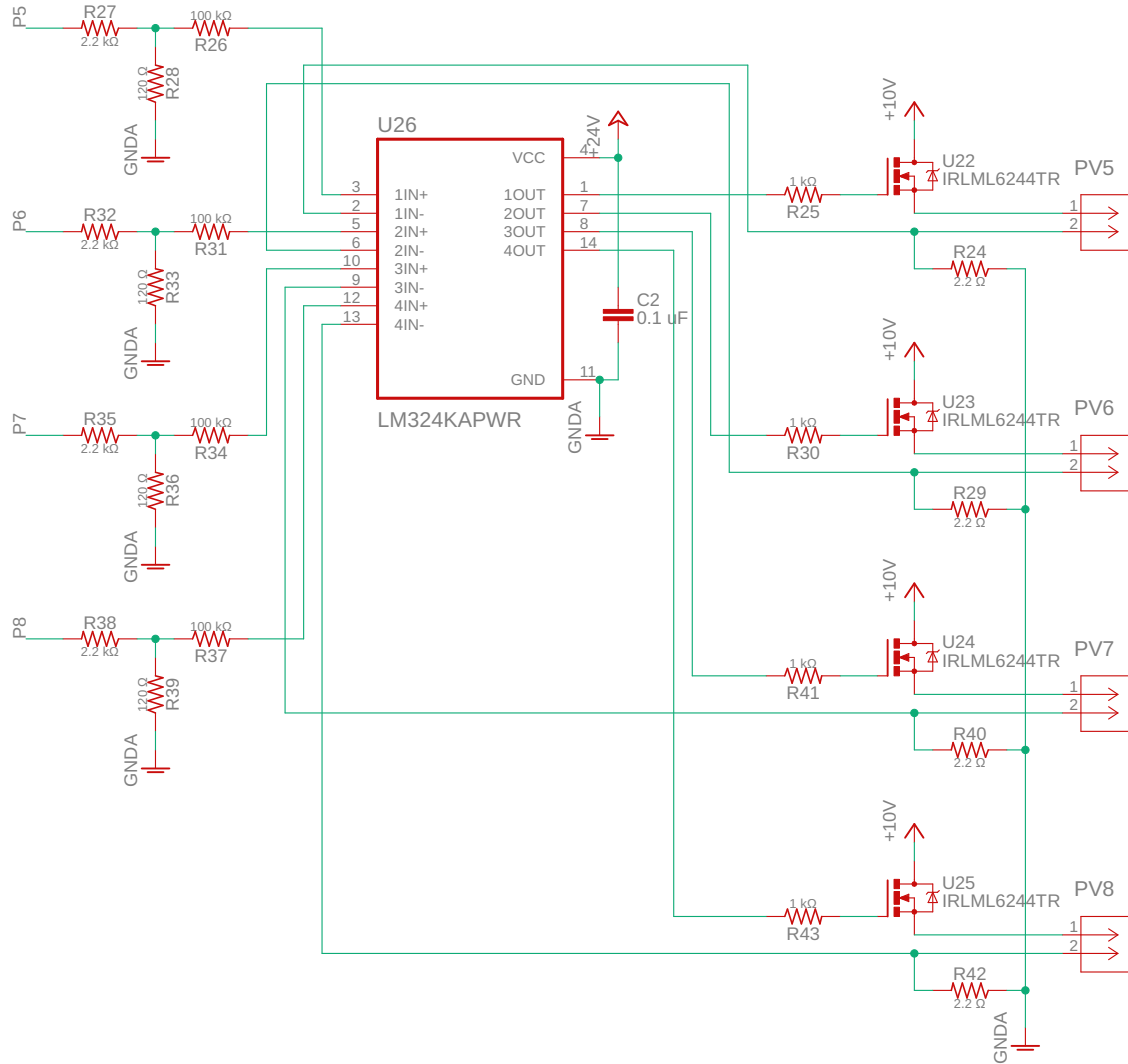 P5
R27
2.2 kΩ
100 kΩ
R26
120 Ω
R28
GNDA
P6
R32
2.2 kΩ
100 kΩ
R31
120 Ω
R33
GNDA
P7
R35
2.2 kΩ
100 kΩ
R34
120 Ω
R36
GNDA
P8
R38
2.2 kΩ
100 kΩ
R37
120 Ω
R39
GNDA
U26
VCC
4
+24V
3
1IN+
2
1IN-
5
2IN+
6
2IN-
10
3IN+
9
3IN-
12
4IN+
13
4IN-
1OUT
1
2OUT
7
3OUT
8
4OUT
14
GND
11
LM324KAPWR
C2
0.1 uF
GNDA
+10V
U22
IRLML6244TR
PV5
1 kΩ
R25
1
2
R24
2.2 Ω
+10V
U23
IRLML6244TR
PV6
1 kΩ
R30
1
2
R29
2.2 Ω
+10V
U24
IRLML6244TR
PV7
1 kΩ
R41
1
2
R40
2.2 Ω
+10V
U25
IRLML6244TR
PV8
1 kΩ
R43
1
2
R42
2.2 Ω
GNDA